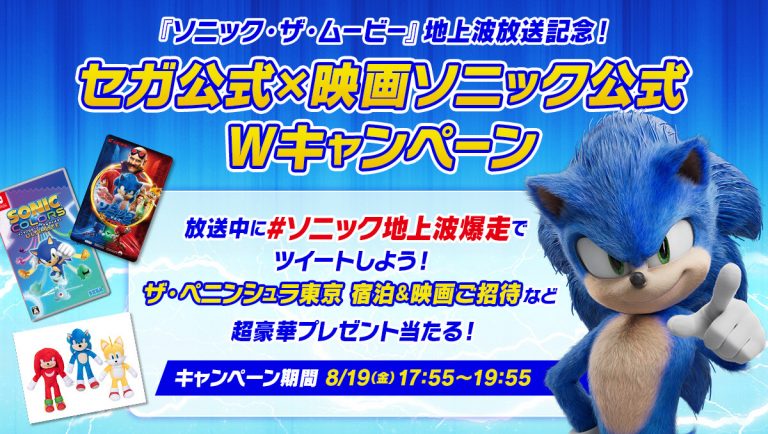 『ソニック・ザ・ムービー』地上波放送記念！
セガ公式×映画ソニック公式
Wキャンペーン
SONIC
COLORS
ULTIMATE
SEGA
放送中に#ソニック地上波爆走で
ツイートしよう！
ザ・ペニンシュラ東京 宿泊&映画ご招待など
超豪華プレゼント当たる！
キャンペーン期間 8/19(金) 17:55～19:55